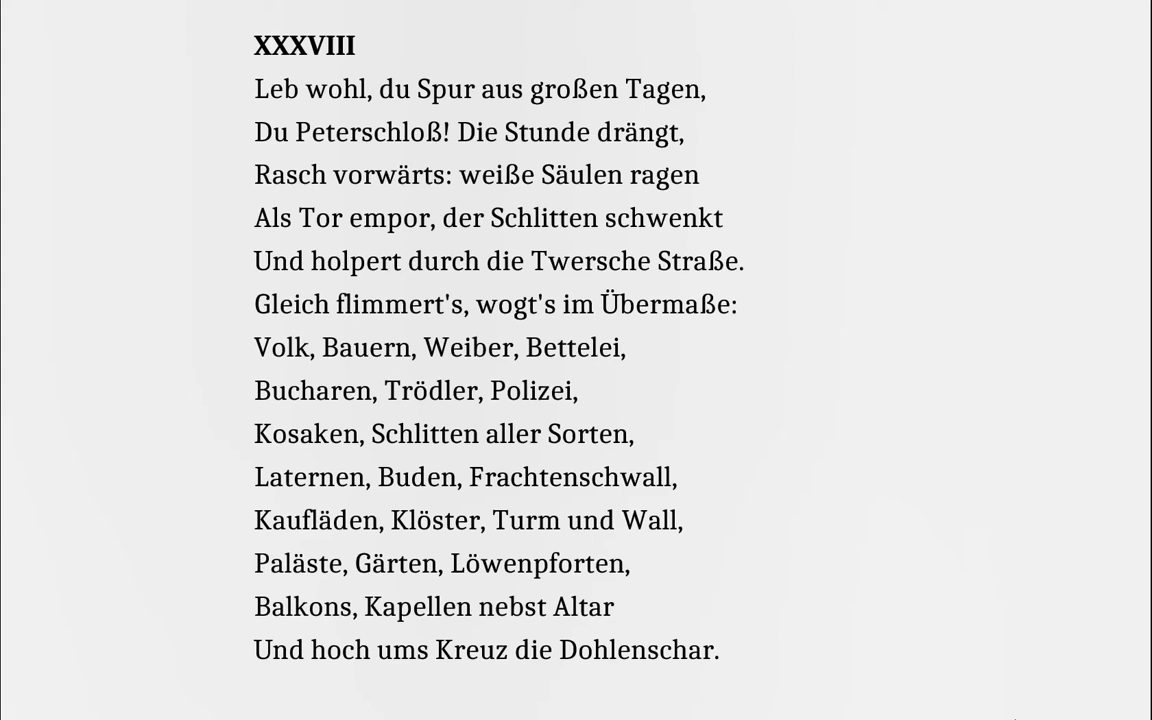 XXXVIII
Leb wohl, du Spur aus großen Tagen,
Du Peterschloß! Die Stunde drängt,
Rasch vorwärts: weiße Säulen ragen
Als Tor empor, der Schlitten schwenkt
Und holpert durch die Twersche Straße.
Gleich flimmert's, wogt's im Übermaße:
Volk, Bauern, Weiber, Bettelei,
Bucharen, Trödler, Polizei,
Kosaken, Schlitten aller Sorten,
Laternen, Buden, Frachtenschwall,
Kaufläden, Klöster, Turm und Wall,
Paläste, Gärten, Löwenpforten,
Balkons, Kapellen nebst Altar
Und hoch ums Kreuz die Dohlenschar.